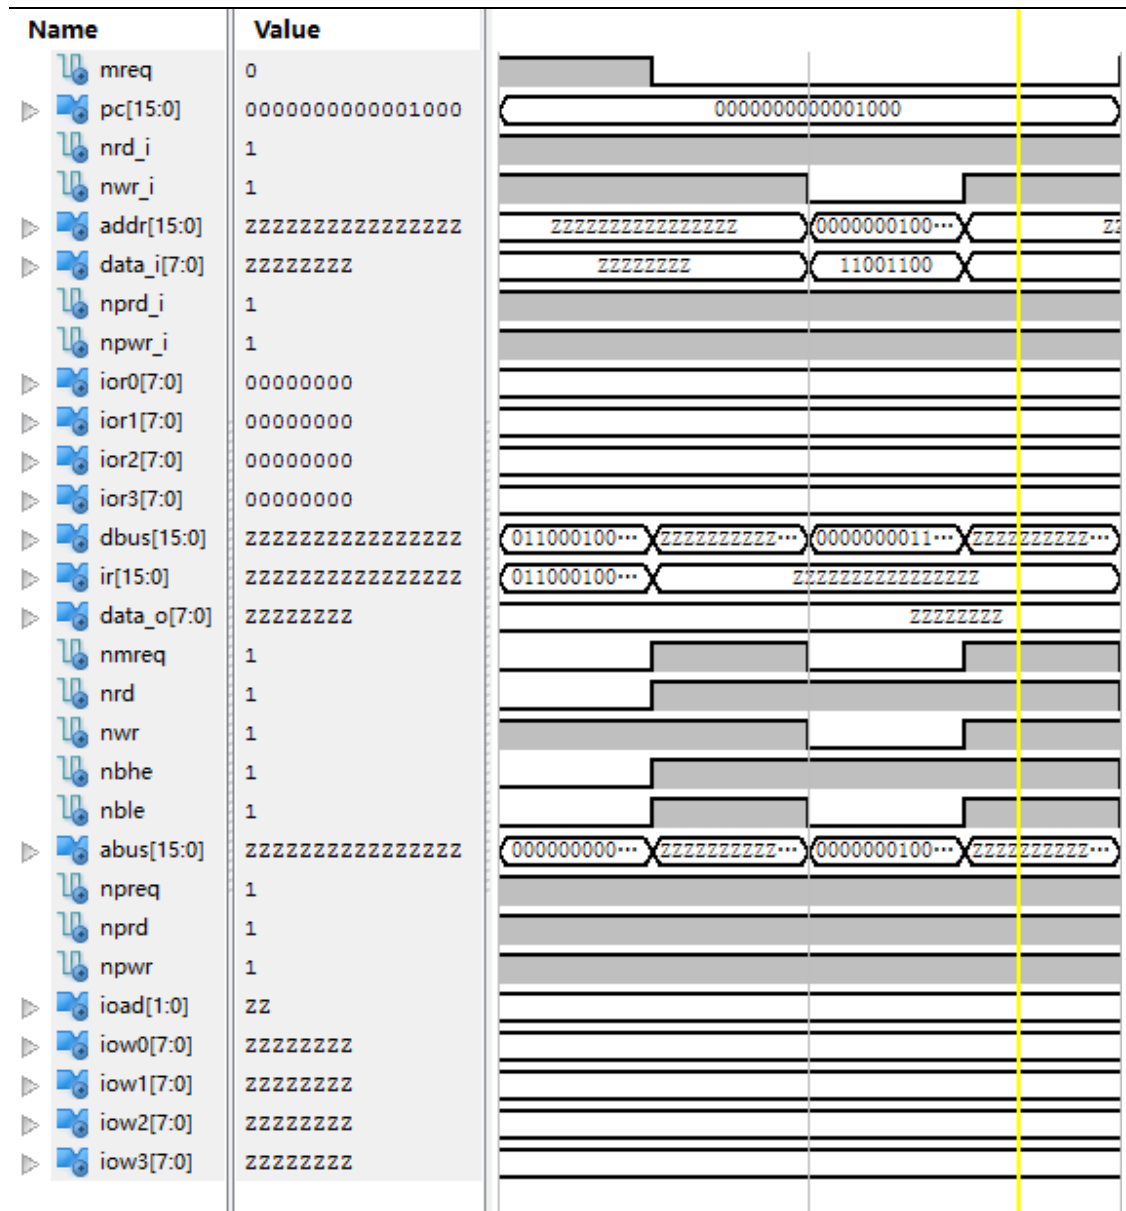 Name Value
mreq 0
pc[15:0] 0000000000001000 0000000000001000
nrd_i 1
nwr_i 1
addr[15:0] ZZZZZZZZZZZZZZZZ ZZZZZZZZZZZZZZZZ 0000000100... ZZ
data_i[7:0] ZZZZZZZZ ZZZZZZZZ 11001100
nprd_i 1
npwr_i 1
ior0[7:0] 00000000
ior1[7:0] 00000000
ior2[7:0] 00000000
ior3[7:0] 00000000
dbus[15:0] ZZZZZZZZZZZZZZZZ 011000100... ZZZZZZZZZZ... 0000000011... ZZZZZZZZZZ...
ir[15:0] ZZZZZZZZZZZZZZZZ 011000100... ZZZZZZZZZZZZZZZZ
data_o[7:0] ZZZZZZZZ ZZZZZZZZ
nmreq 1
nrd 1
nwr 1
nbhe 1
nble 1
abus[15:0] ZZZZZZZZZZZZZZZZ 000000000... ZZZZZZZZZZ... 0000000100... ZZZZZZZZZZ...
npreq 1
nprd 1
npwr 1
ioad[1:0] ZZ
iow0[7:0] ZZZZZZZZ
iow1[7:0] ZZZZZZZZ
iow2[7:0] ZZZZZZZZ
iow3[7:0] ZZZZZZZZ